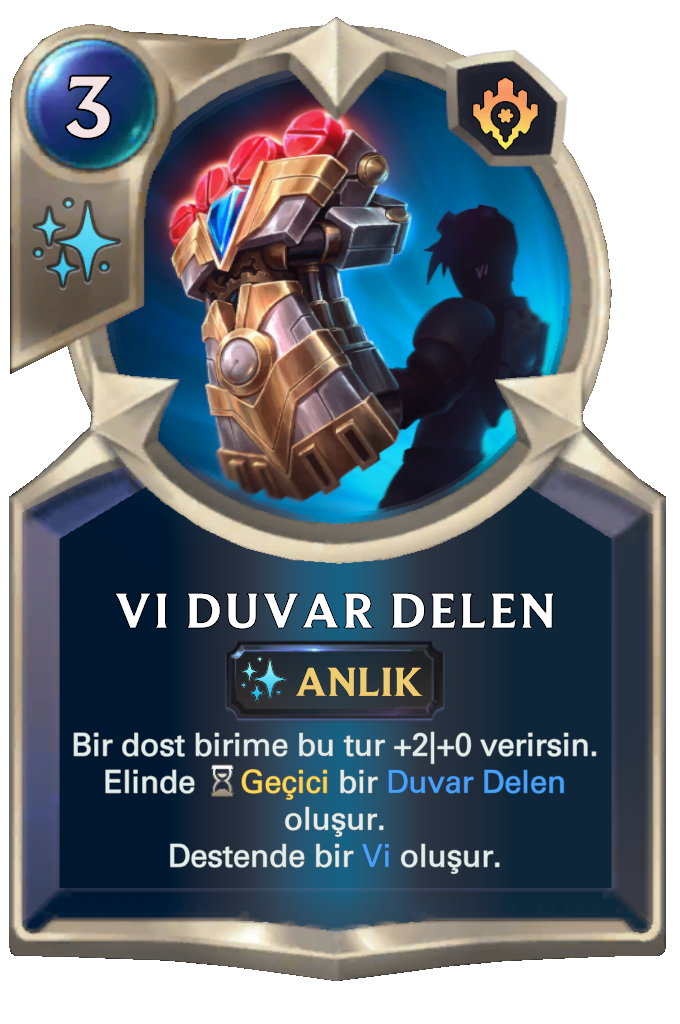 3
VI DUVAR DELEN
ANLIK
Bir dost birime bu tur +2|+0 verirsin.
Elinde Geçici bir Duvar Delen
oluşur.
Destende bir Vi oluşur.